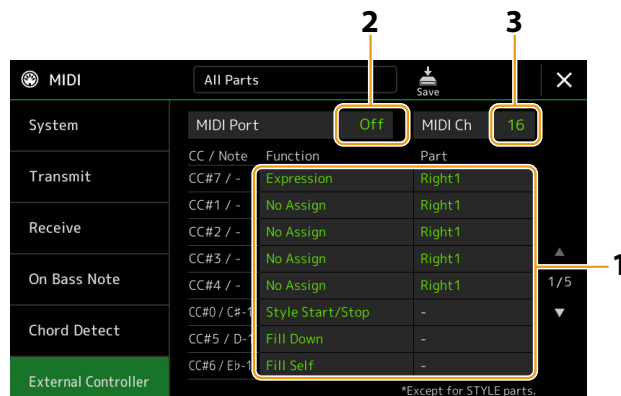 2 3
MIDI All Parts Save ×
System MIDI Port Off MIDI Ch 16
CC / Note Function Part
Transmit CC#7 / - Expression Right1
CC#1 / - No Assign Right1
Receive CC#2 / - No Assign Right1
CC#3 / - No Assign Right1
1
On Bass Note CC#4 / - No Assign Right1 1/5
CC#0 / C#-1 Style Start/Stop -
Chord Detect CC#5 / D-1 Fill Down -
CC#6 / E♭-1 Fill Self -
External Controller *Except for STYLE parts.